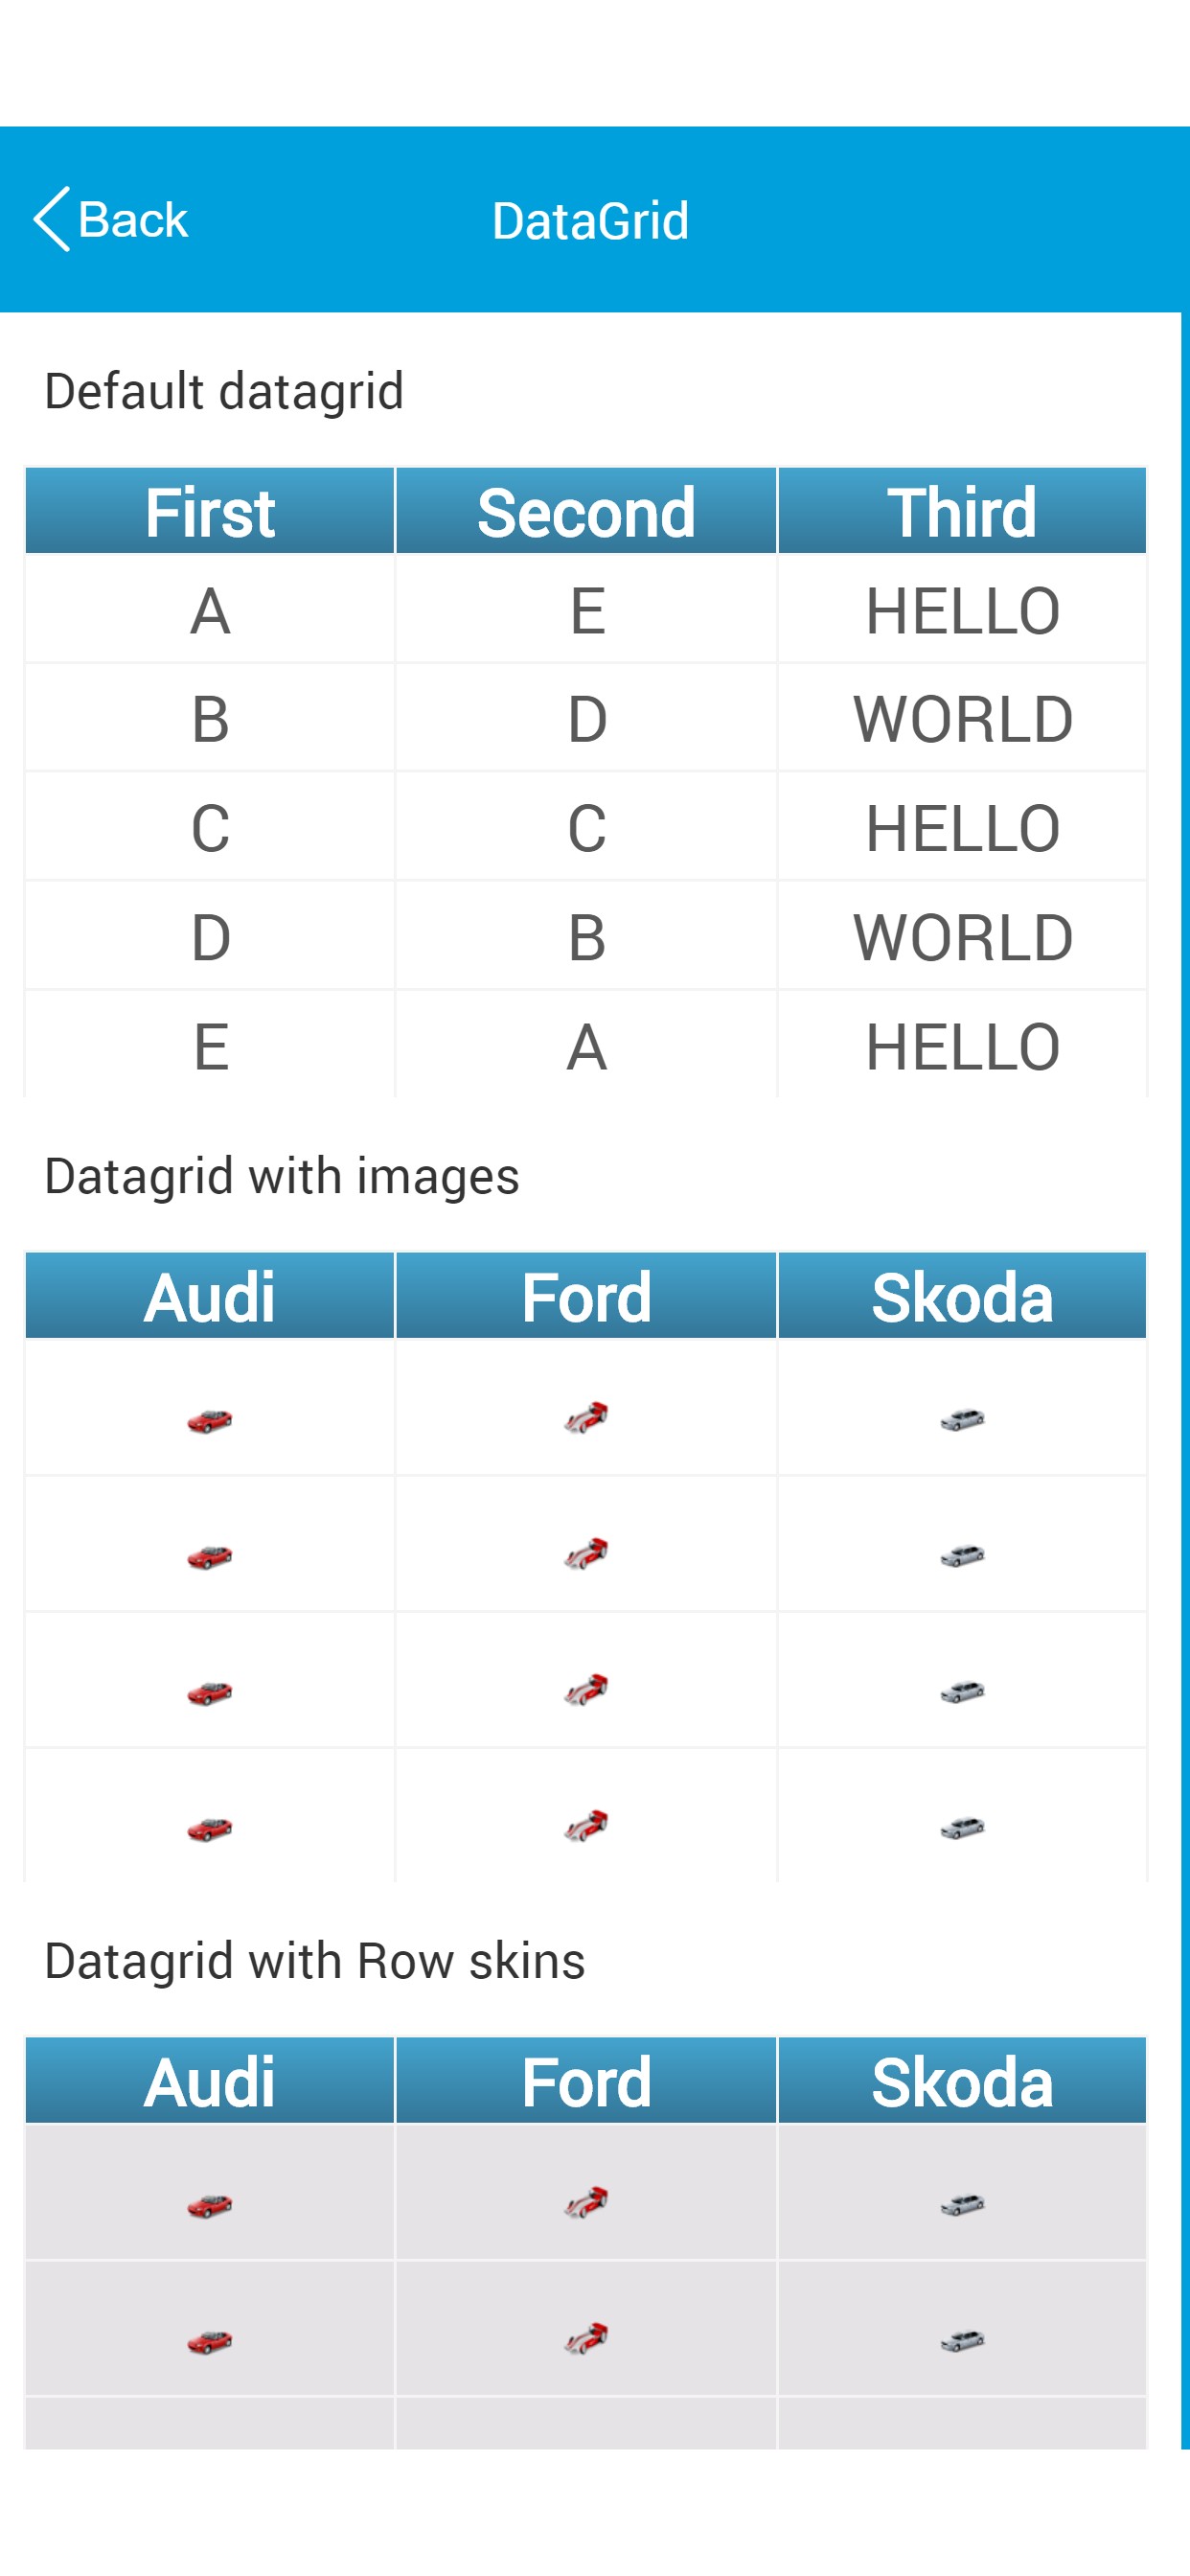 Back DataGrid
Default datagrid
First Second Third
A E HELLO
B D WORLD
C C HELLO
D B WORLD
E A HELLO
Datagrid with images
Audi Ford Skoda
Datagrid with Row skins
Audi Ford Skoda